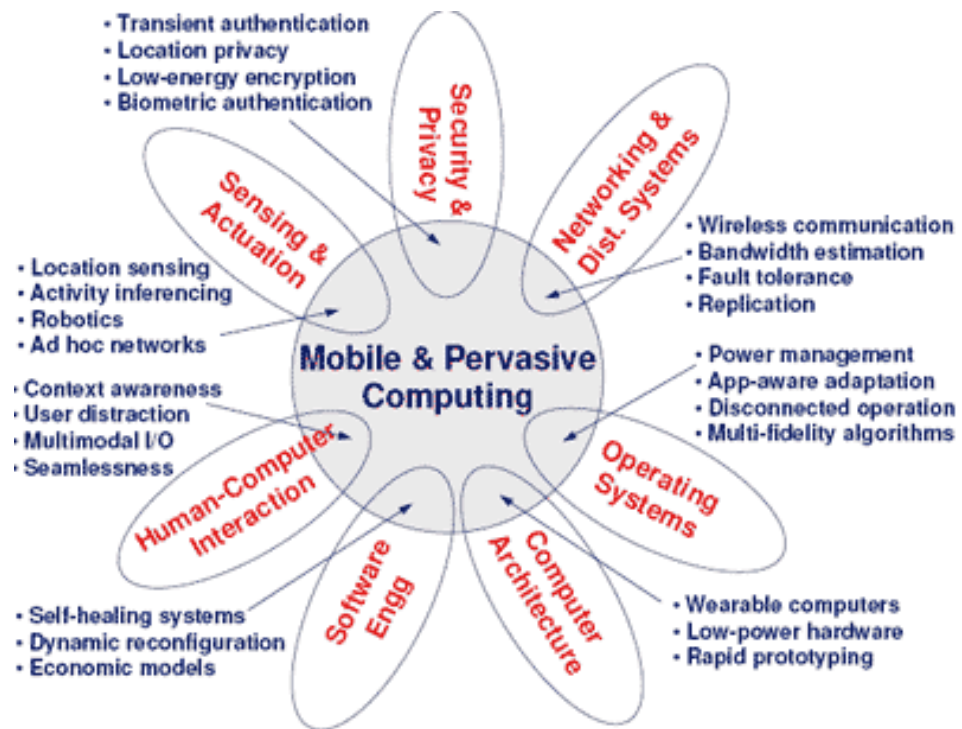 • Transient authentication
• Location privacy
• Low-energy encryption
• Biometric authentication
Security &
Privacy
Networking &
Dist. Systems
• Wireless communication
• Bandwidth estimation
• Fault tolerance
• Replication
Sensing &
Actuation
• Location sensing
• Activity inferencing
• Robotics
• Ad hoc networks
Mobile & Pervasive
Computing
• Power management
• App-aware adaptation
• Disconnected operation
• Multi-fidelity algorithms
Operating
Systems
• Context awareness
• User distraction
• Multimodal I/O
• Seamlessness
Human-Computer
Interaction
Software
Engg
Computer
Architecture
• Self-healing systems
• Dynamic reconfiguration
• Economic models
• Wearable computers
• Low-power hardware
• Rapid prototyping